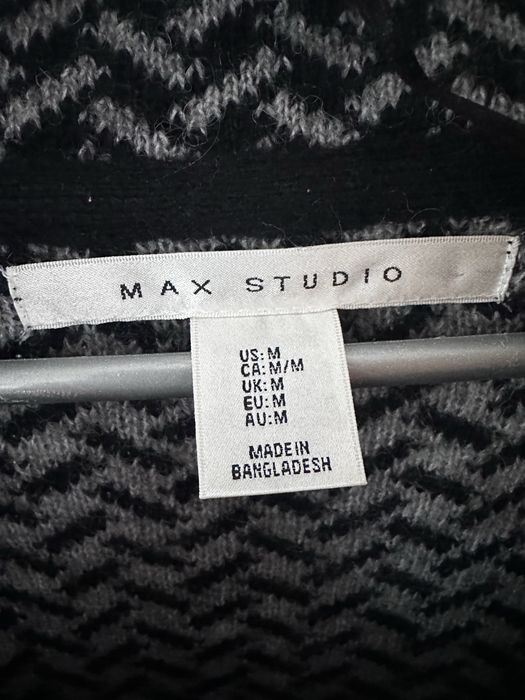 MAX STUDIO
US: M
CA: M/M
UK: M
EU: M
AU: M
MADE IN
BANGLADESH